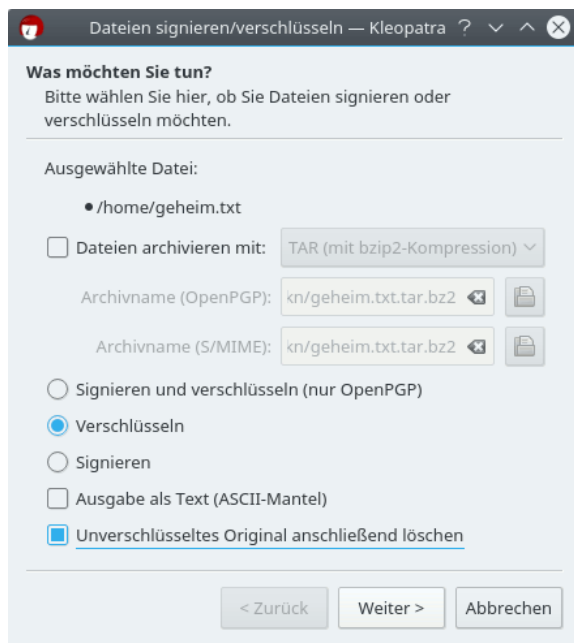 Dateien signieren/verschlüsseln — Kleopatra
Was möchten Sie tun?
Bitte wählen Sie hier, ob Sie Dateien signieren oder
verschlüsseln möchten.
Ausgewählte Datei:
•/home/geheim.txt
Dateien archivieren mit: TAR (mit bzip2-Kompression)
Archivname (OpenPGP): kn/geheim.txt.tar.bz2
Archivname (S/MIME): kn/geheim.txt.tar.bz2
Signieren und verschlüsseln (nur OpenPGP)
Verschlüsseln
Signieren
Ausgabe als Text (ASCII-Mantel)
Unverschlüsseltes Original anschließend löschen
< Zurück Weiter > Abbrechen